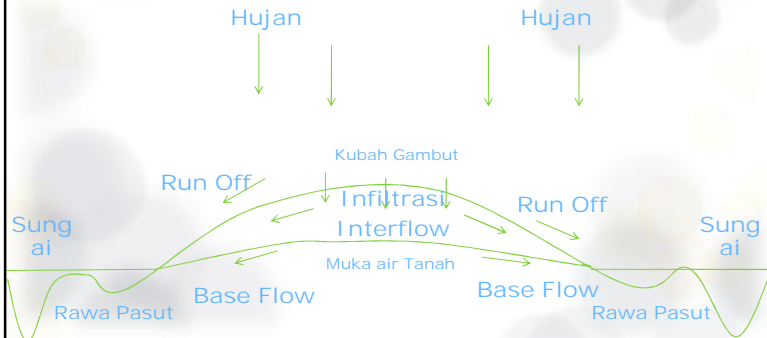 Hujan
Hujan
Kubah Gambut
Run Off
Infiltrasi
Run Off
Sung
ai
Interflow
Sung
ai
Muka air Tanah
Base Flow
Base Flow
Rawa Pasut
Rawa Pasut